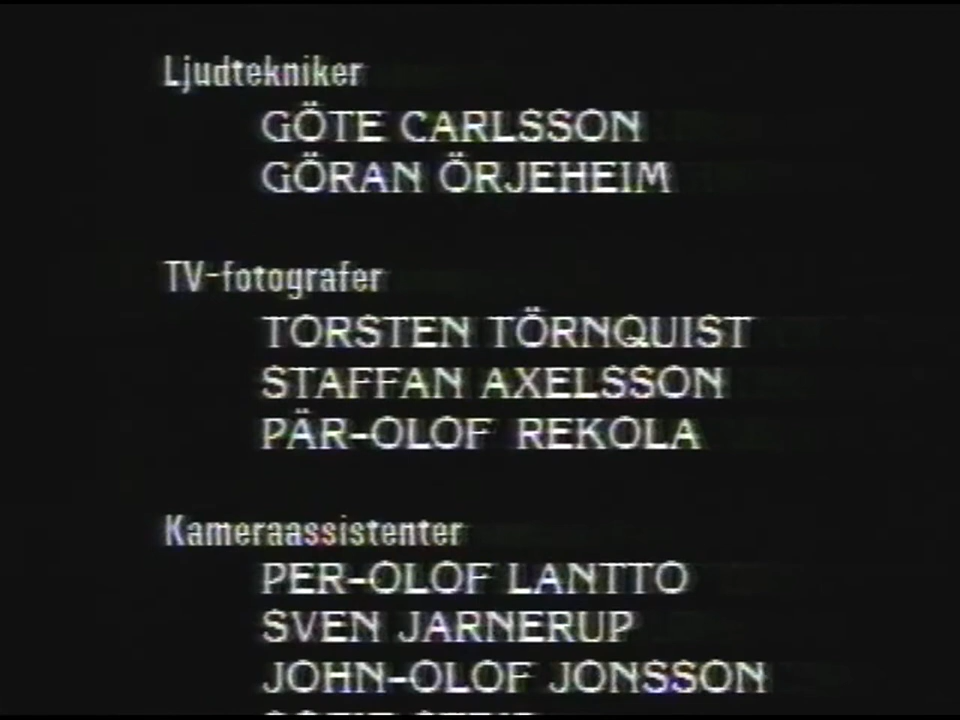 Ljudtekniker
GÖTE CARLSSON
GÖRAN ÖRJEHEIM
TV-fotografer
TORSTEN TÖRNQUIST
STAFFAN AXELSSON
PÄR-OLOF REKOLA
Kameraassistenter
PER-OLOF LANTTO
SVEN JARNERUP
JOHN-OLOF JONSSON